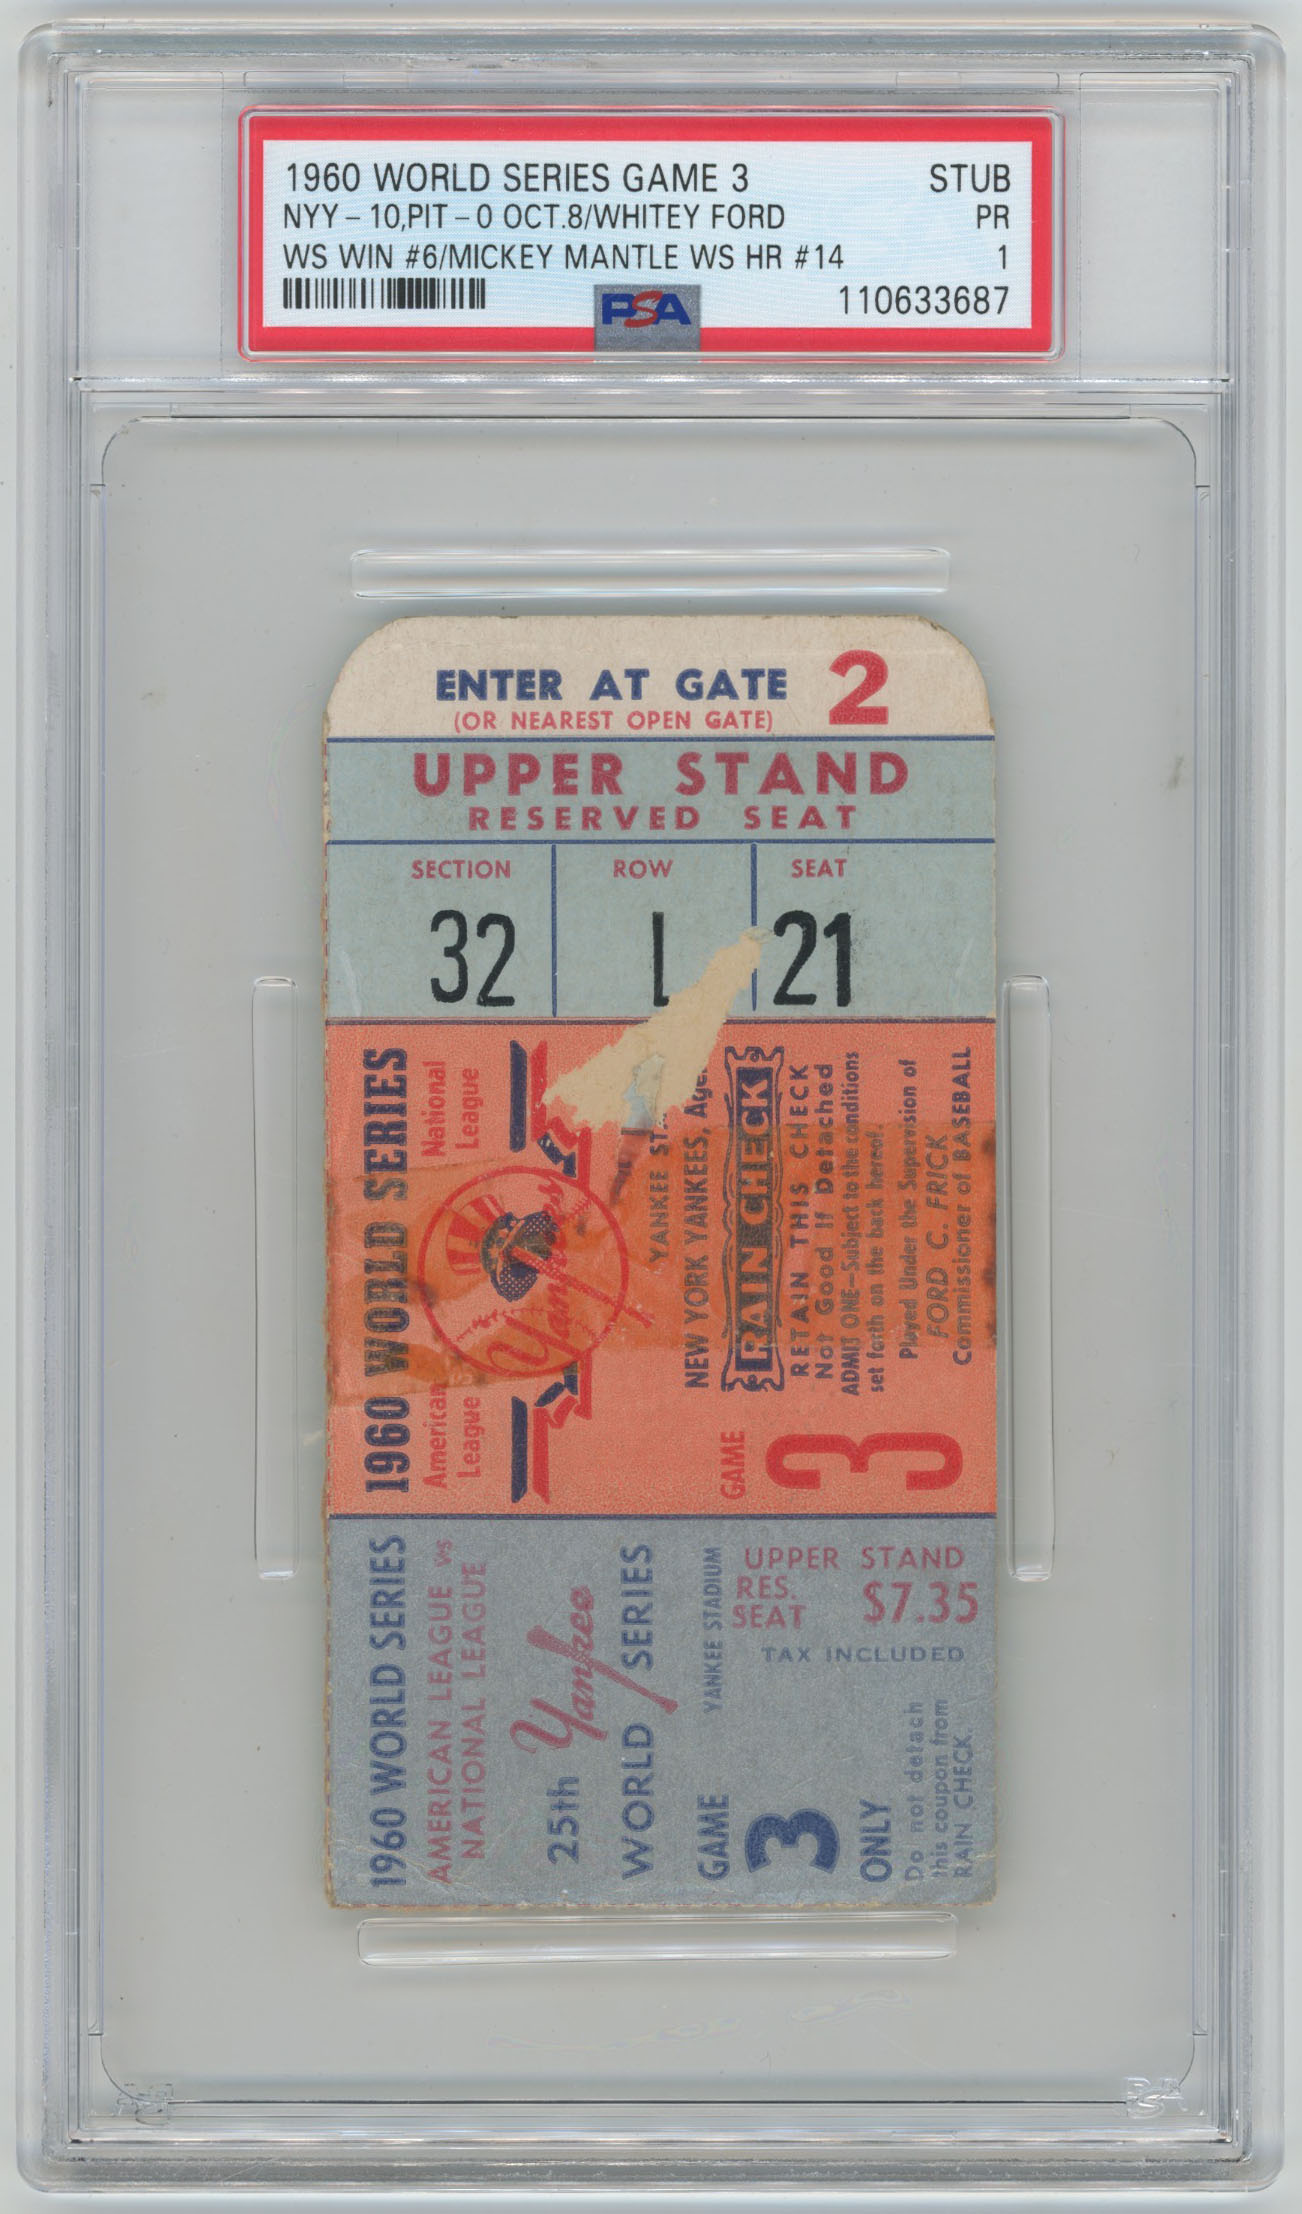 1960 WORLD SERIES GAME 3 STUB
NYY - 10,PIT - 0 OCT.8/WHITEY FORD PR
WS WIN #6/MICKEY MANTLE WS HR #14 1
PSA 110633687
ENTER AT GATE 2
(OR NEAREST OPEN GATE)
UPPER STAND
RESERVED SEAT
SECTION ROW SEAT
32 21
1960 WORLD SERIES
American League National League
Yankees
YANKEE
NEW YORK YANKEES,
RAIN CHECK
RETAIN THIS CHECK
Not Good If Detached
ADMIT ONE—Subject to the conditions
set forth on the back hereof.
Played Under the Supervision of
FORD C. FRICK
Commissioner of BASEBALL
GAME
3
1960 WORLD SERIES
AMERICAN LEAGUE vs
NATIONAL LEAGUE
25th Yankee
WORLD SERIES
GAME YANKEE STADIUM
3
ONLY
Do not detach
this coupon from
RAIN CHECK.
UPPER STAND
RES.
SEAT $7.35
TAX INCLUDED
PSA